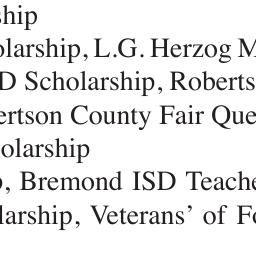 ship
olarship, L.G. Herzog M
D Scholarship, Roberts
ertson County Fair Que
olarship
o, Bremond ISD Teache
larship, Veterans' of Fo